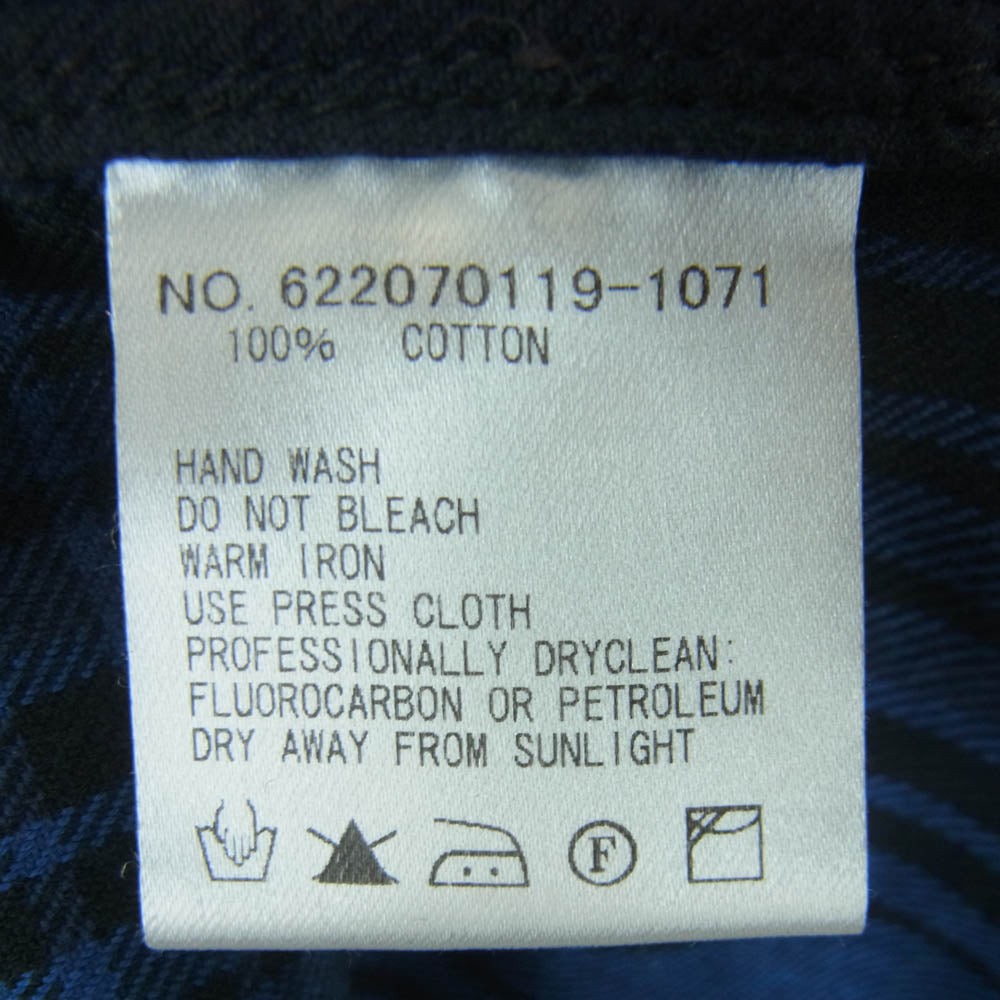 NO. 622070119-1071
100% COTTON
HAND WASH
DO NOT BLEACH
WARM IRON
USE PRESS CLOTH
PROFESSIONALLY DRYCLEAN:
FLUOROCARBON OR PETROLEUM
DRY AWAY FROM SUNLIGHT
F